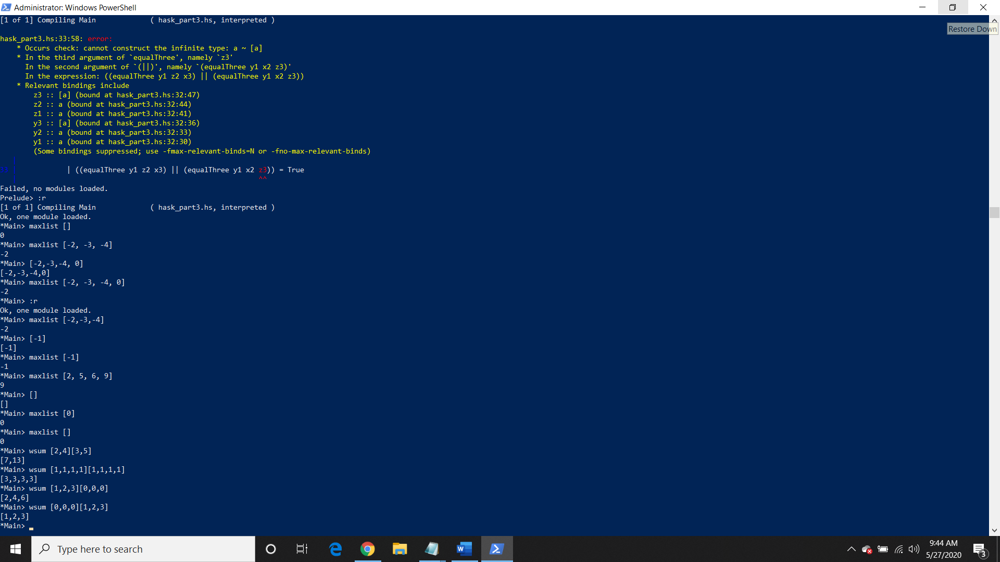 Administrator: Windows PowerShell
[1 of 1] Compiling Main             ( hask_part3.hs, interpreted )
Restore Down
hask_part3.hs:33:58: error:
    * Occurs check: cannot construct the infinite type: a ~ [a]
    * In the third argument of `equalThree', namely `z3'
      In the second argument of `(||)', namely `(equalThree y1 x2 z3)'
      In the expression: ((equalThree y1 z2 x3) || (equalThree y1 x2 z3))
    * Relevant bindings include
        z3 :: [a] (bound at hask_part3.hs:32:47)
        z2 :: a (bound at hask_part3.hs:32:44)
        z1 :: a (bound at hask_part3.hs:32:41)
        y3 :: [a] (bound at hask_part3.hs:32:36)
        y2 :: a (bound at hask_part3.hs:32:33)
        y1 :: a (bound at hask_part3.hs:32:30)
        (Some bindings suppressed; use -fmax-relevant-binds=N or -fno-max-relevant-binds)
33 |            | ((equalThree y1 z2 x3) || (equalThree y1 x2 z3)) = True
                                                              ^^
Failed, no modules loaded.
Prelude> :r
[1 of 1] Compiling Main             ( hask_part3.hs, interpreted )
Ok, one module loaded.
*Main> maxlist []
0
*Main> maxlist [-2, -3, -4]
-2
*Main> [-2,-3,-4, 0]
[-2,-3,-4,0]
*Main> maxlist [-2, -3, -4, 0]
-2
*Main> :r
Ok, one module loaded.
*Main> maxlist [-2,-3,-4]
-2
*Main> [-1]
[-1]
*Main> maxlist [-1]
-1
*Main> maxlist [2, 5, 6, 9]
9
*Main> []
[]
*Main> maxlist [0]
0
*Main> maxlist []
0
*Main> wsum [2,4][3,5]
[7,13]
*Main> wsum [1,1,1,1][1,1,1,1]
[3,3,3,3]
*Main> wsum [1,2,3][0,0,0]
[2,4,6]
*Main> wsum [0,0,0][1,2,3]
[1,2,3]
*Main>
Type here to search
9:44 AM
5/27/2020
3